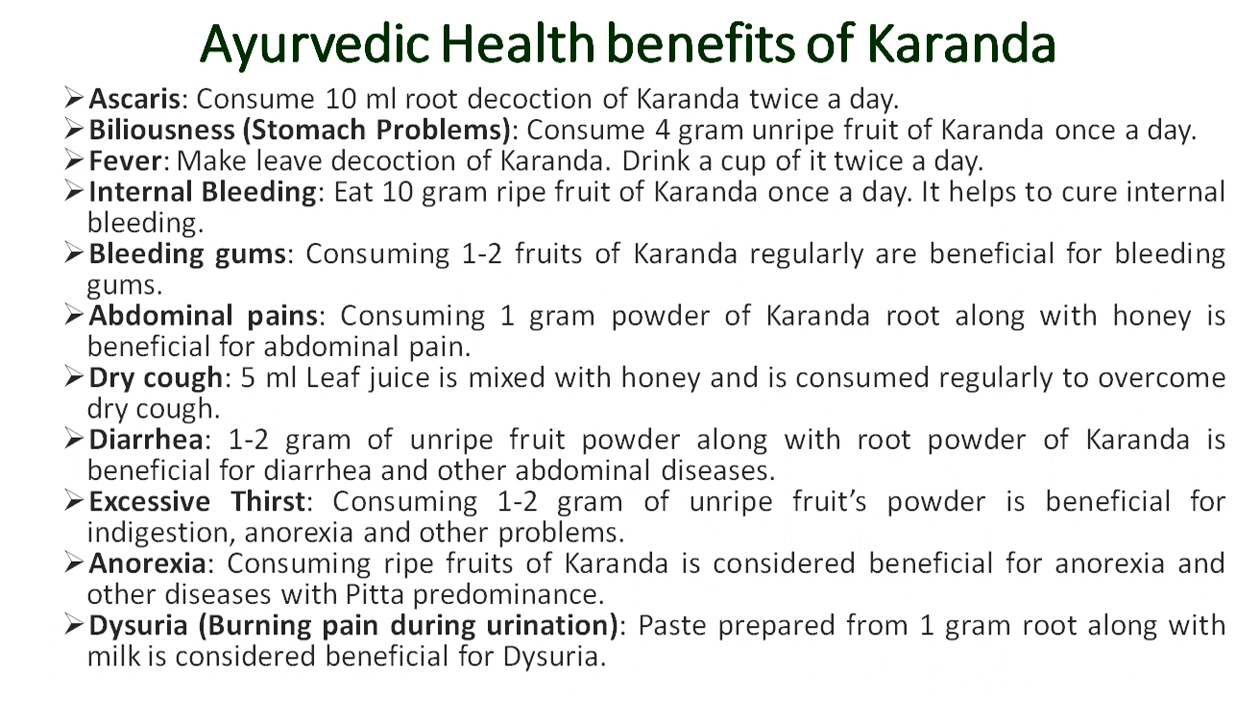 Ayurvedic Health benefits of Karanda
➢Ascaris: Consume 10 ml root decoction of Karanda twice a day.
➢Biliousness (Stomach Problems): Consume 4 gram unripe fruit of Karanda once a day.
➢Fever: Make leave decoction of Karanda. Drink a cup of it twice a day.
➢Internal Bleeding: Eat 10 gram ripe fruit of Karanda once a day. It helps to cure internal
bleeding.
➢Bleeding gums: Consuming 1-2 fruits of Karanda regularly are beneficial for bleeding
gums.
➢Abdominal pains: Consuming 1 gram powder of Karanda root along with honey is
beneficial for abdominal pain.
➢Dry cough: 5 ml Leaf juice is mixed with honey and is consumed regularly to overcome
dry cough.
➢Diarrhea: 1-2 gram of unripe fruit powder along with root powder of Karanda is
beneficial for diarrhea and other abdominal diseases.
➢Excessive Thirst: Consuming 1-2 gram of unripe fruit’s powder is beneficial for
indigestion, anorexia and other problems.
➢Anorexia: Consuming ripe fruits of Karanda is considered beneficial for anorexia and
other diseases with Pitta predominance.
➢Dysuria (Burning pain during urination): Paste prepared from 1 gram root along with
milk is considered beneficial for Dysuria.